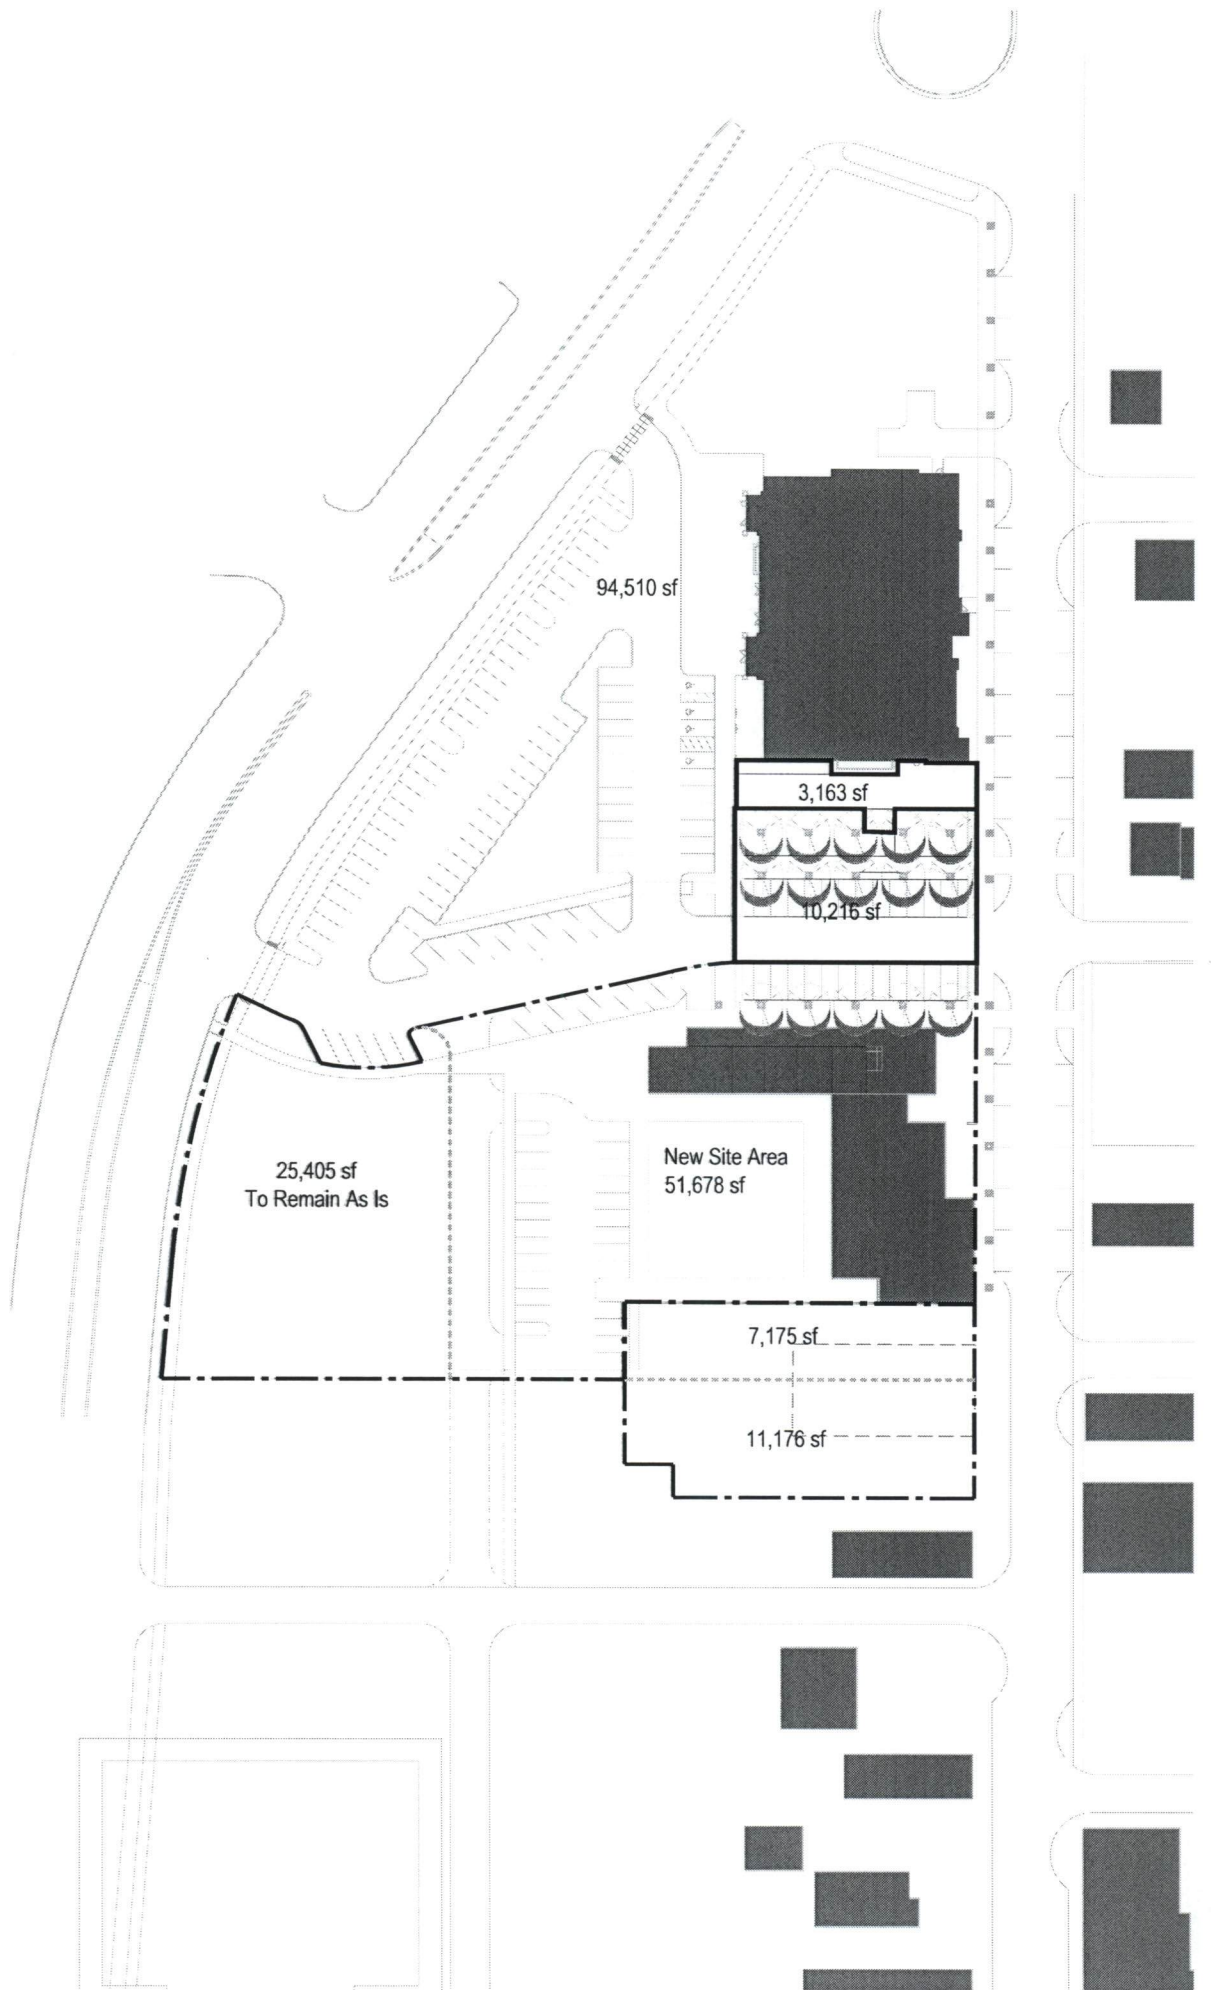 94,510 sf
3,163 sf
10,216 sf
New Site Area
51,678 sf
25,405 sf
To Remain As Is
7,175 sf
11,176 sf